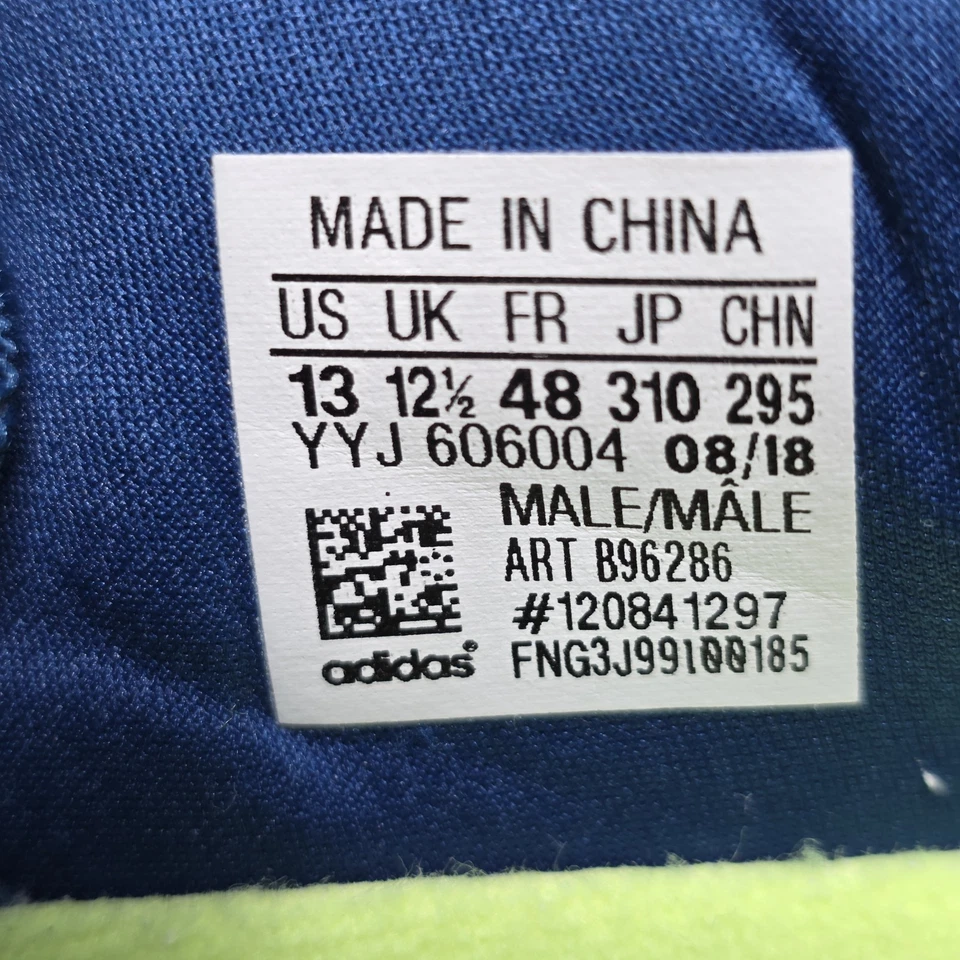 MADE IN CHINA
US UK FR JP CHN
13 12½ 48 310 295
YYJ 606004 08/18
MALE/MÂLE
ART B96286
#120841297
FNG3J99100185
adidas®